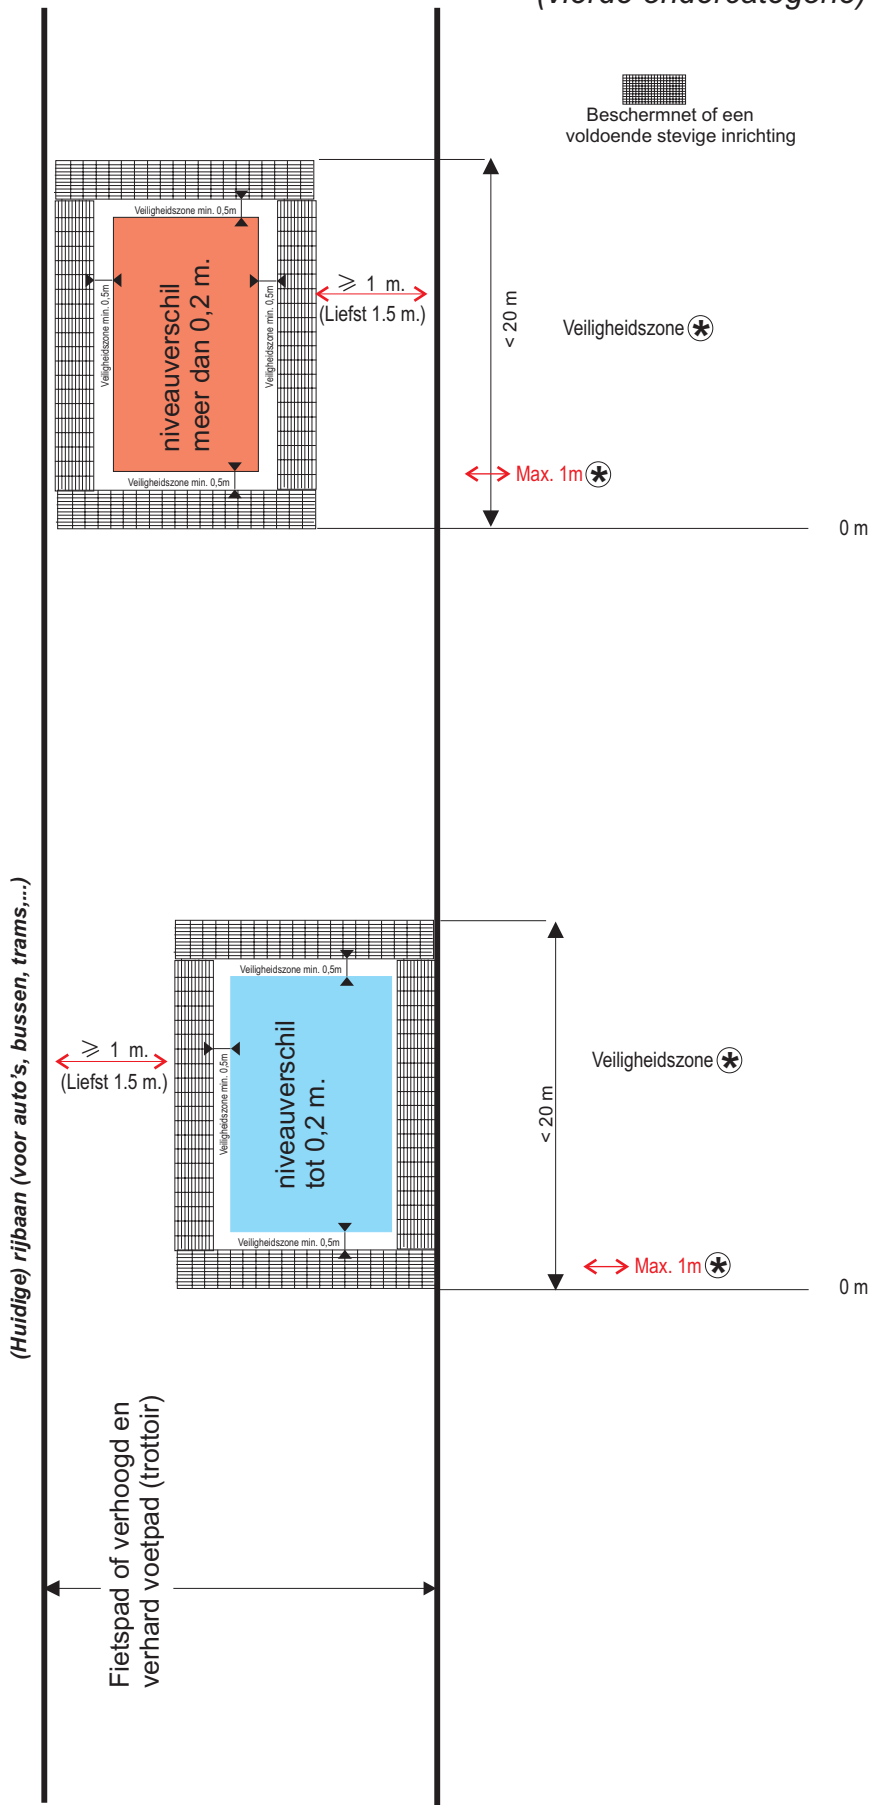 (vierde ondercategorie)
Beschermnet of een
voldoende stevige inrichting
Veiligheidszone min. 0,5m
Veiligheidszone min. 0,5m
niveauverschil
meer dan 0,2 m.
Veiligheidszone min. 0,5m
Veiligheidszone min. 0,5m
⩾ 1 m.
(Liefst 1.5 m.)
< 20 m
Veiligheidszone *
Max. 1m *
0 m
(Huidige) rijbaan (voor auto's, bussen, trams,...)
Veiligheidszone min. 0,5m
⩾ 1 m.
(Liefst 1.5 m.)
Veiligheidszone min. 0,5m
niveauverschil
tot 0,2 m.
Veiligheidszone min. 0,5m
< 20 m
Veiligheidszone *
Max. 1m *
0 m
Fietspad of verhoogd en
verhard voetpad (trottoir)